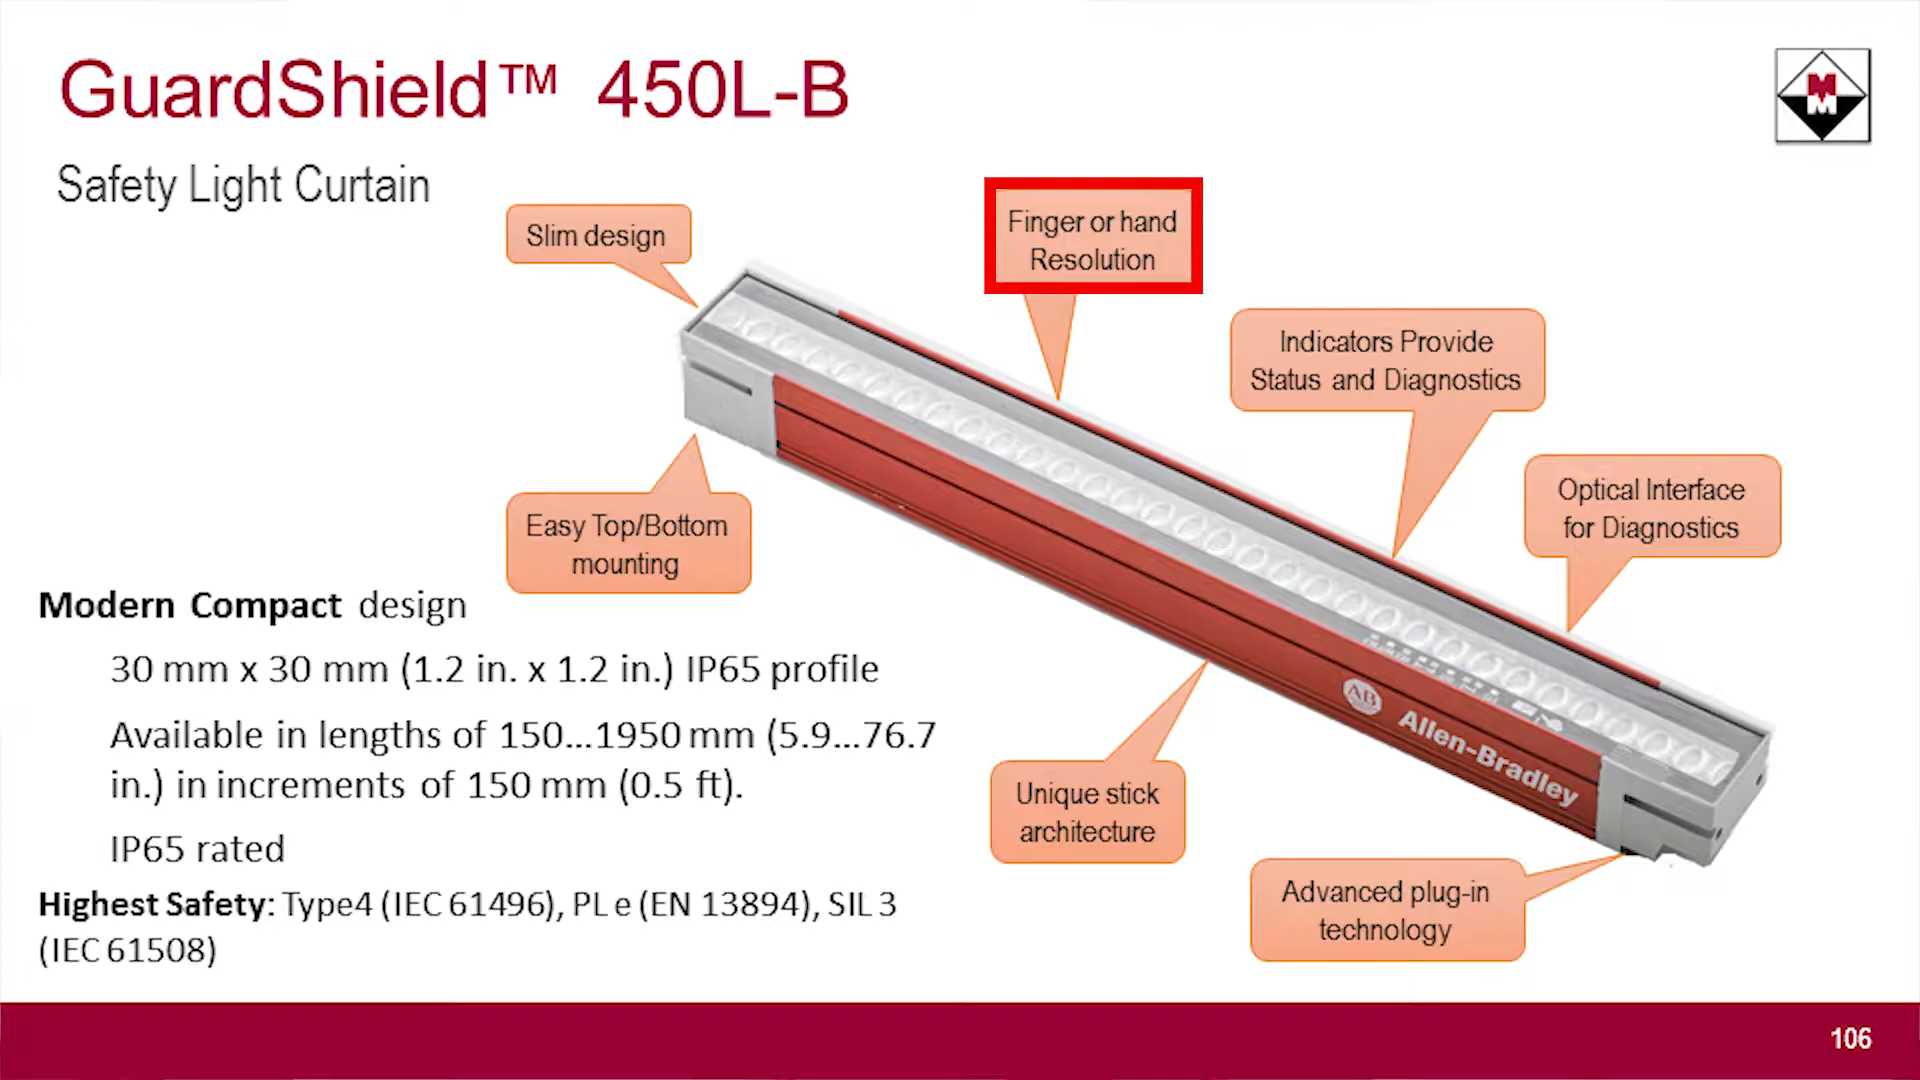 GuardShield™ 450L-B
Safety Light Curtain
M
M
Slim design
Finger or hand
Resolution
Indicators Provide
Status and Diagnostics
Optical Interface
for Diagnostics
Easy Top/Bottom
mounting
Modern Compact design
30 mm x 30 mm (1.2 in. x 1.2 in.) IP65 profile
Available in lengths of 150...1950 mm (5.9...76.7
in.) in increments of 150 mm (0.5 ft).
IP65 rated
Highest Safety: Type4 (IEC 61496), PL e (EN 13894), SIL 3
(IEC 61508)
AB
Allen-Bradley
Unique stick
architecture
Advanced plug-in
technology
106